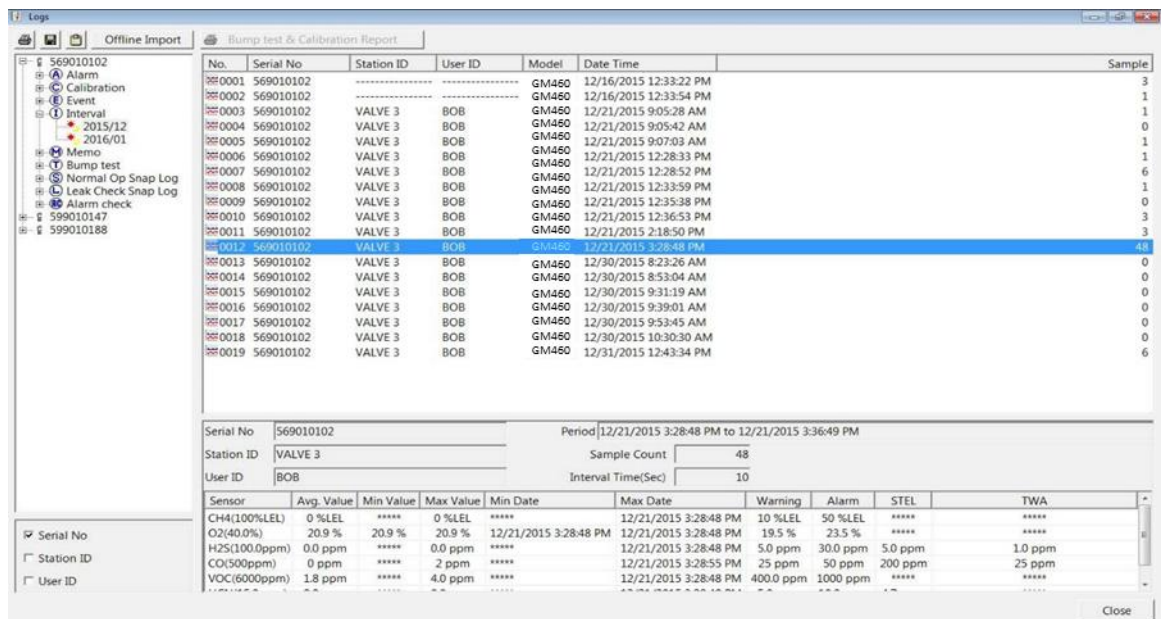 Logs
Offline Import Bump test & Calibration Report
569010102
Alarm
Calibration
Event
Interval
2015/12
2016/01
Memo
Bump test
Normal Op Snap Log
Leak Check Snap Log
Alarm check
599010147
599010188
No. Serial No Station ID User ID Model Date Time Sample
0001 569010102 ---------------- ---------------- GM460 12/16/2015 12:33:22 PM 3
0002 569010102 ---------------- ---------------- GM460 12/16/2015 12:33:54 PM 1
0003 569010102 VALVE 3 BOB GM460 12/21/2015 9:05:28 AM 1
0004 569010102 VALVE 3 BOB GM460 12/21/2015 9:05:42 AM 0
0005 569010102 VALVE 3 BOB GM460 12/21/2015 9:07:03 AM 1
0006 569010102 VALVE 3 BOB GM460 12/21/2015 12:28:33 PM 1
0007 569010102 VALVE 3 BOB GM460 12/21/2015 12:28:52 PM 6
0008 569010102 VALVE 3 BOB GM460 12/21/2015 12:33:59 PM 1
0009 569010102 VALVE 3 BOB GM460 12/21/2015 12:35:38 PM 0
0010 569010102 VALVE 3 BOB GM460 12/21/2015 12:36:53 PM 3
0011 569010102 VALVE 3 BOB GM460 12/21/2015 2:18:50 PM 3
0012 569010102 VALVE 3 BOB GM460 12/21/2015 3:28:48 PM 48
0013 569010102 VALVE 3 BOB GM460 12/30/2015 8:23:26 AM 0
0014 569010102 VALVE 3 BOB GM460 12/30/2015 8:53:04 AM 0
0015 569010102 VALVE 3 BOB GM460 12/30/2015 9:31:19 AM 0
0016 569010102 VALVE 3 BOB GM460 12/30/2015 9:39:01 AM 0
0017 569010102 VALVE 3 BOB GM460 12/30/2015 9:53:45 AM 0
0018 569010102 VALVE 3 BOB GM460 12/30/2015 10:30:30 AM 0
0019 569010102 VALVE 3 BOB GM460 12/31/2015 12:43:34 PM 6
Serial No 569010102 Period 12/21/2015 3:28:48 PM to 12/21/2015 3:36:49 PM
Station ID VALVE 3 Sample Count 48
User ID BOB Interval Time(Sec) 10
Sensor Avg. Value Min Value Max Value Min Date Max Date Warning Alarm STEL TWA
CH4(100%LEL) 0 %LEL ***** 0 %LEL ***** 12/21/2015 3:28:48 PM 10 %LEL 50 %LEL ***** *****
O2(40.0%) 20.9 % 20.9 % 20.9 % 12/21/2015 3:28:48 PM 12/21/2015 3:28:48 PM 19.5 % 23.5 % ***** *****
H2S(100.0ppm) 0.0 ppm ***** 0.0 ppm ***** 12/21/2015 3:28:48 PM 5.0 ppm 30.0 ppm 5.0 ppm 1.0 ppm
CO(500ppm) 0 ppm ***** 2 ppm ***** 12/21/2015 3:28:55 PM 25 ppm 50 ppm 200 ppm 25 ppm
VOC(6000ppm) 1.8 ppm ***** 4.0 ppm ***** 12/21/2015 3:28:48 PM 400.0 ppm 1000 ppm ***** *****
Serial No
Station ID
User ID
Close